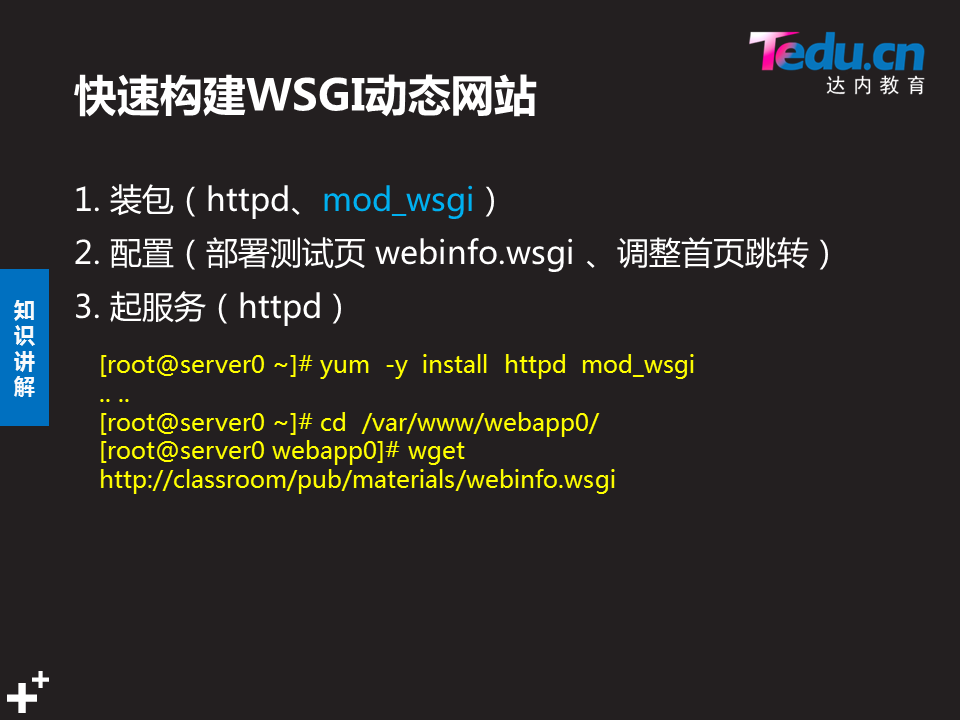 Tedu.cn
达内教育
快速构建WSGI动态网站
1. 装包（httpd、mod_wsgi）
2. 配置（部署测试页 webinfo.wsgi 、调整首页跳转）
3. 起服务（httpd）
知
识
讲
解
[root@server0 ~]# yum  -y  install  httpd  mod_wsgi
.. ..
[root@server0 ~]# cd  /var/www/webapp0/
[root@server0 webapp0]# wget
http://classroom/pub/materials/webinfo.wsgi